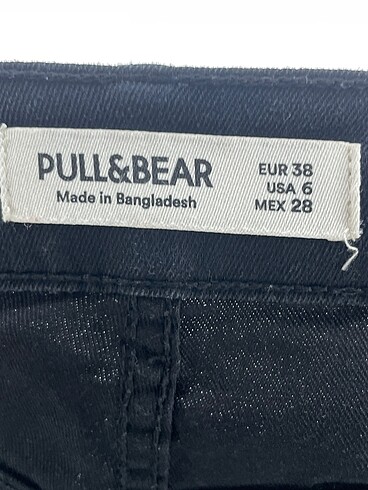 PULL&BEAR
Made in Bangladesh
EUR 38
USA 6
MEX 28